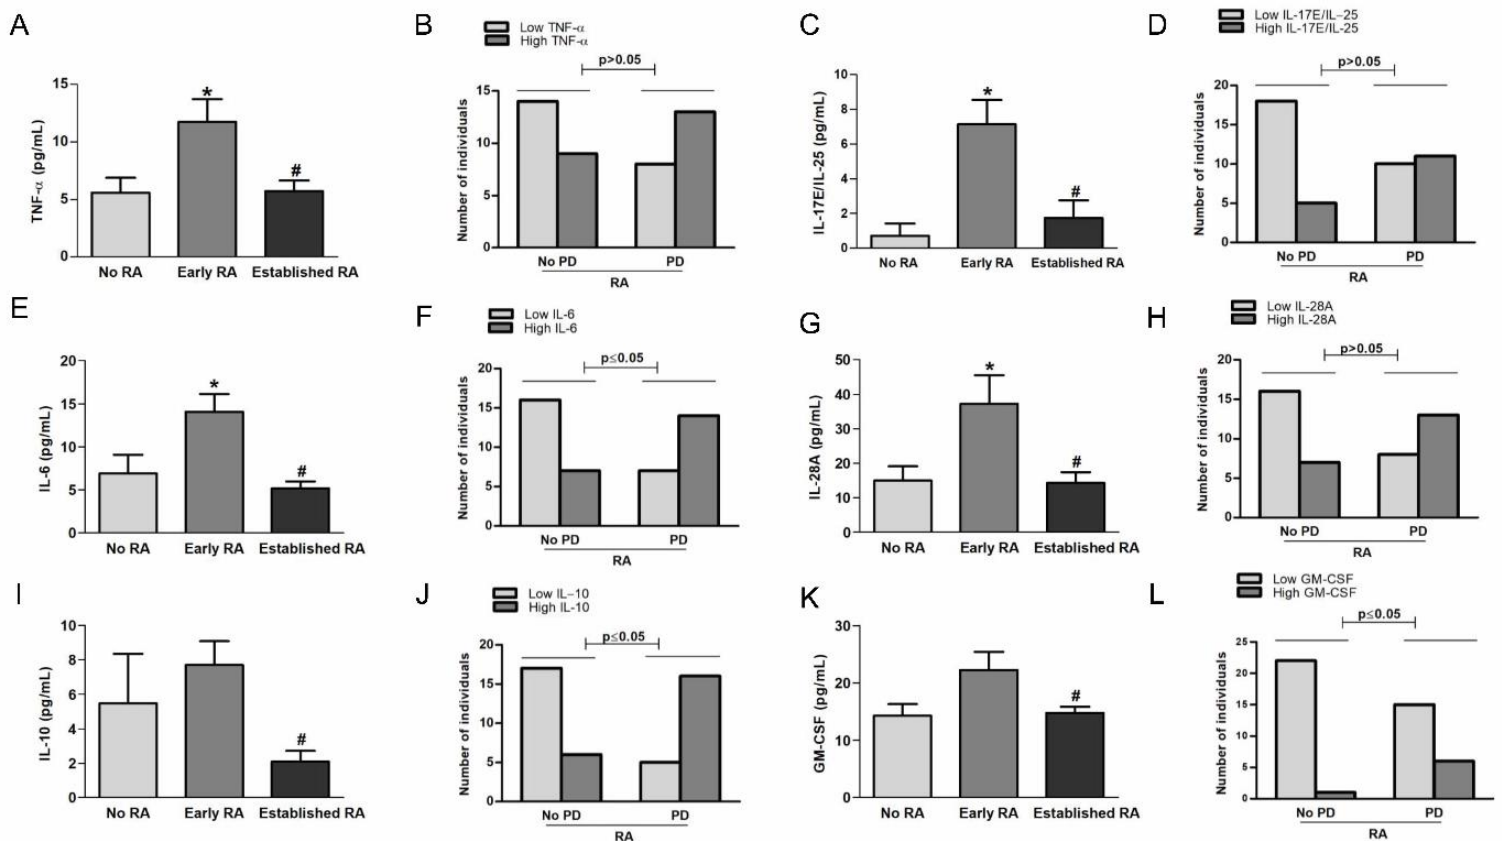 A
TNF-α (pg/mL)
15
10
5
0
*
#
No RA
Early RA
Established RA
B
Low TNF-α
High TNF-α
p>0.05
Number of individuals
15
10
5
0
No PD
PD
RA
C
IL-17E/IL-25 (pg/mL)
10
8
6
4
2
0
*
#
No RA
Early RA
Established RA
D
Low IL-17E/IL−25
High IL-17E/IL-25
p>0.05
Number of individuals
20
15
10
5
0
No PD
PD
RA
E
IL-6 (pg/mL)
20
15
10
5
0
*
#
No RA
Early RA
Established RA
F
Low IL-6
High IL-6
p≤0.05
Number of individuals
20
15
10
5
0
No PD
PD
RA
G
IL-28A (pg/mL)
50
40
30
20
10
0
*
#
No RA
Early RA
Established RA
H
Low IL-28A
High IL-28A
p>0.05
Number of individuals
20
15
10
5
0
No PD
PD
RA
I
IL-10 (pg/mL)
10
8
6
4
2
0
#
No RA
Early RA
Established RA
J
Low IL−10
High IL-10
p≤0.05
Number of individuals
20
15
10
5
0
No PD
PD
RA
K
GM-CSF (pg/mL)
30
20
10
0
#
No RA
Early RA
Established RA
L
Low GM-CSF
High GM-CSF
p≤0.05
Number of individuals
25
20
15
10
5
0
No PD
PD
RA